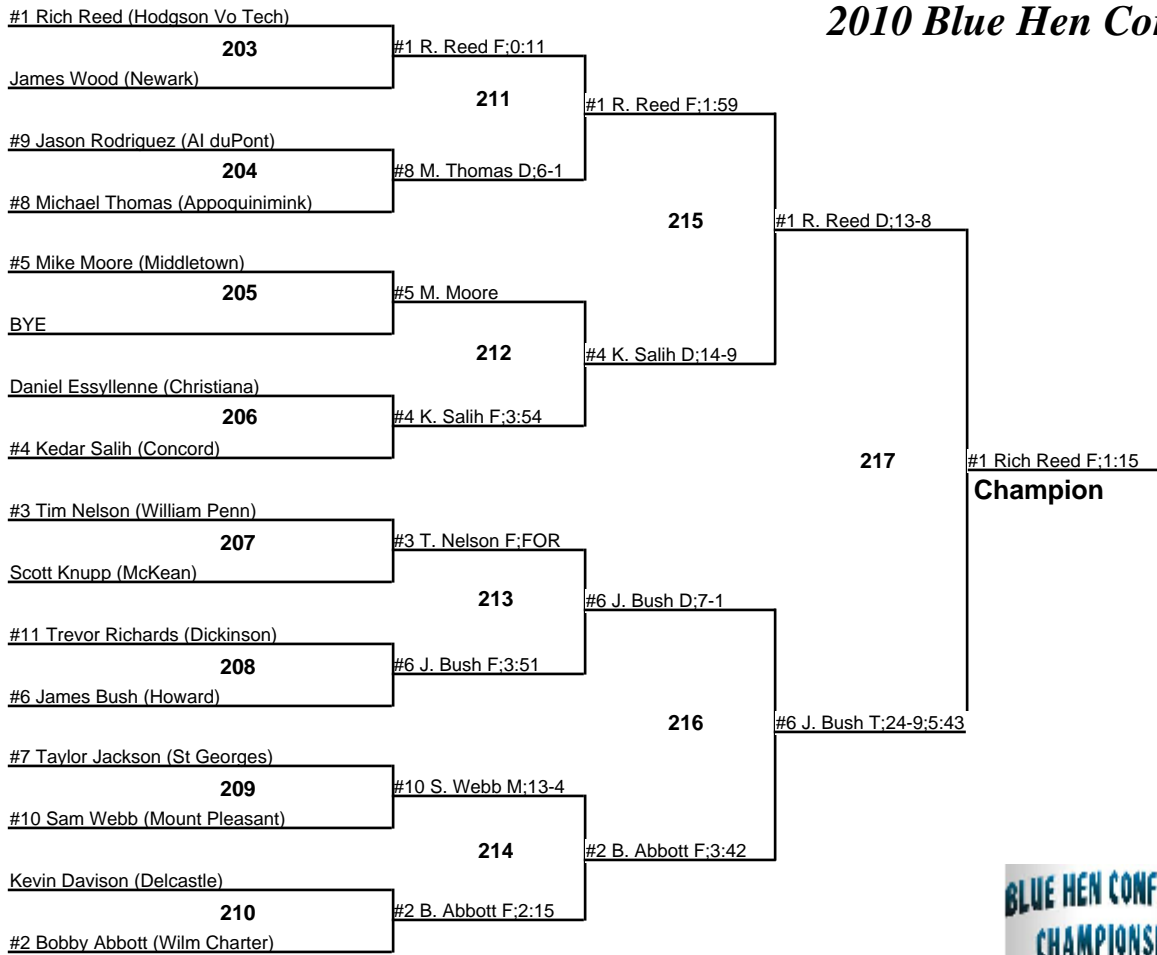 2010 Blue Hen Con
#1 Rich Reed (Hodgson Vo Tech)
203
James Wood (Newark)
#1 R. Reed F;0:11
211
#9 Jason Rodriguez (AI duPont)
204
#8 Michael Thomas (Appoquinimink)
#8 M. Thomas D;6-1
#1 R. Reed F;1:59
215
#5 Mike Moore (Middletown)
205
BYE
#5 M. Moore
212
Daniel Essyllenne (Christiana)
206
#4 Kedar Salih (Concord)
#4 K. Salih F;3:54
#4 K. Salih D;14-9
#1 R. Reed D;13-8
217
#1 Rich Reed F;1:15
Champion
#3 Tim Nelson (William Penn)
207
Scott Knupp (McKean)
#3 T. Nelson F;FOR
213
#11 Trevor Richards (Dickinson)
208
#6 James Bush (Howard)
#6 J. Bush F;3:51
#6 J. Bush D;7-1
216
#6 J. Bush T;24-9;5:43
#7 Taylor Jackson (St Georges)
209
#10 Sam Webb (Mount Pleasant)
#10 S. Webb M;13-4
214
#2 B. Abbott F;3:42
Kevin Davison (Delcastle)
210
#2 Bobby Abbott (Wilm Charter)
#2 B. Abbott F;2:15
BLUE HEN CONF
CHAMPIONS